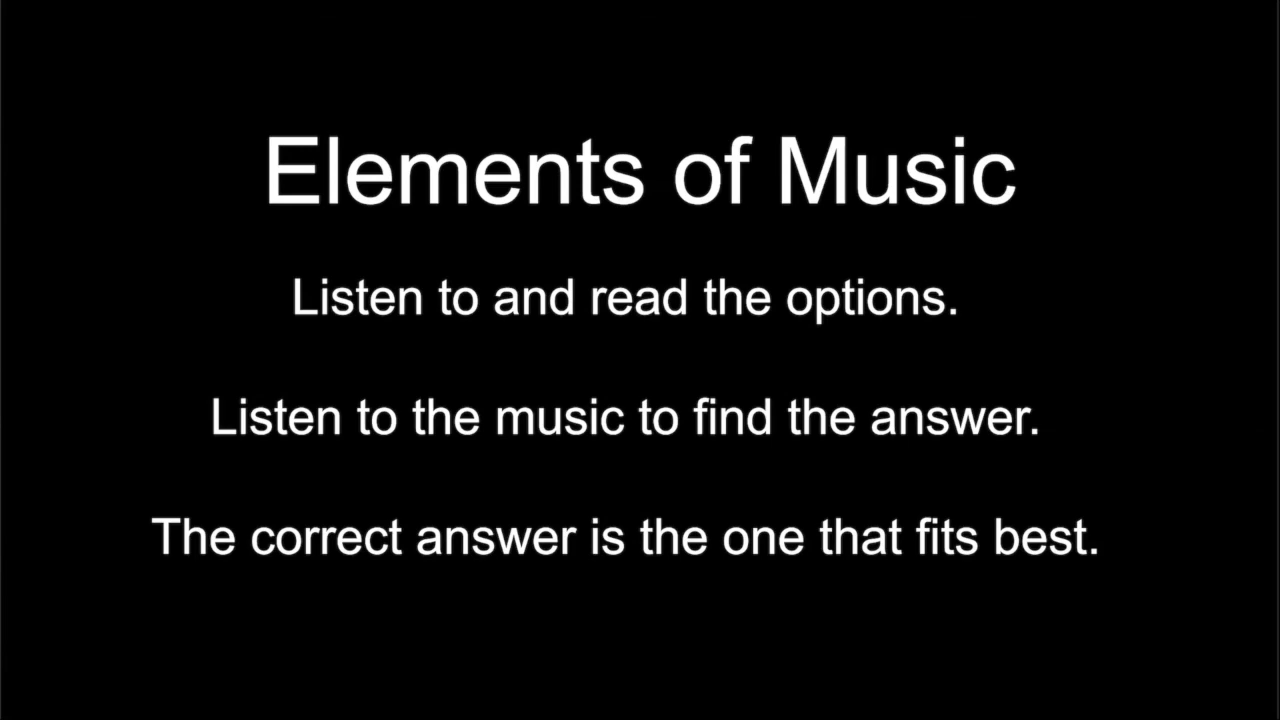 Elements of Music
Listen to and read the options.
Listen to the music to find the answer.
The correct answer is the one that fits best.